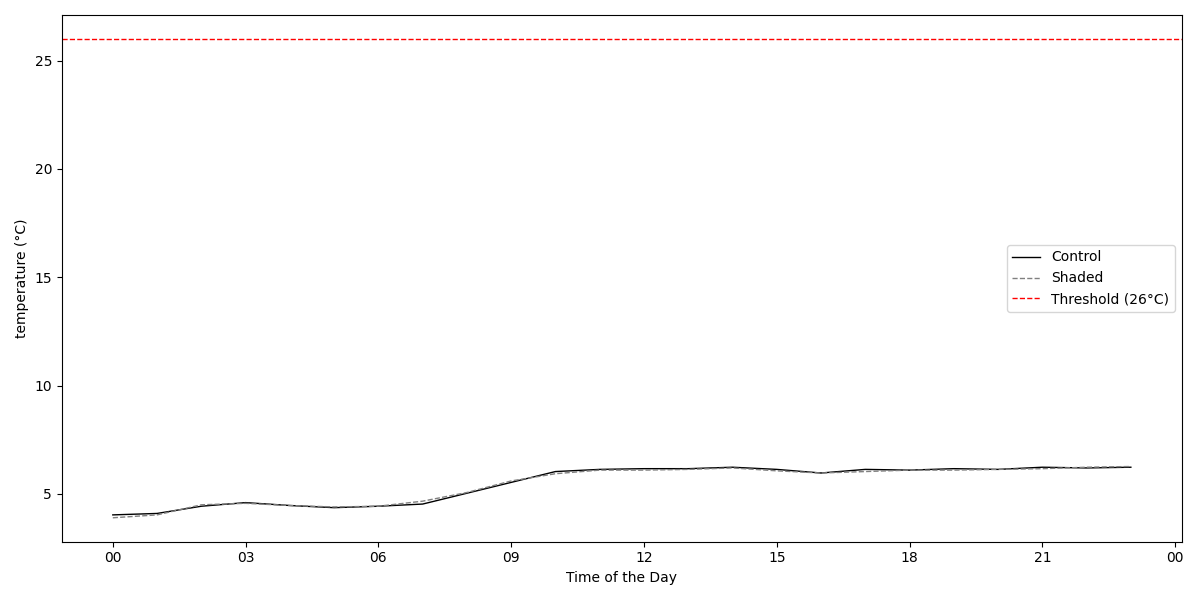 25
20
15
10
5
temperature (°C)
Control
Shaded
Threshold (26°C)
00 03 06 09 12 15 18 21 00
Time of the Day